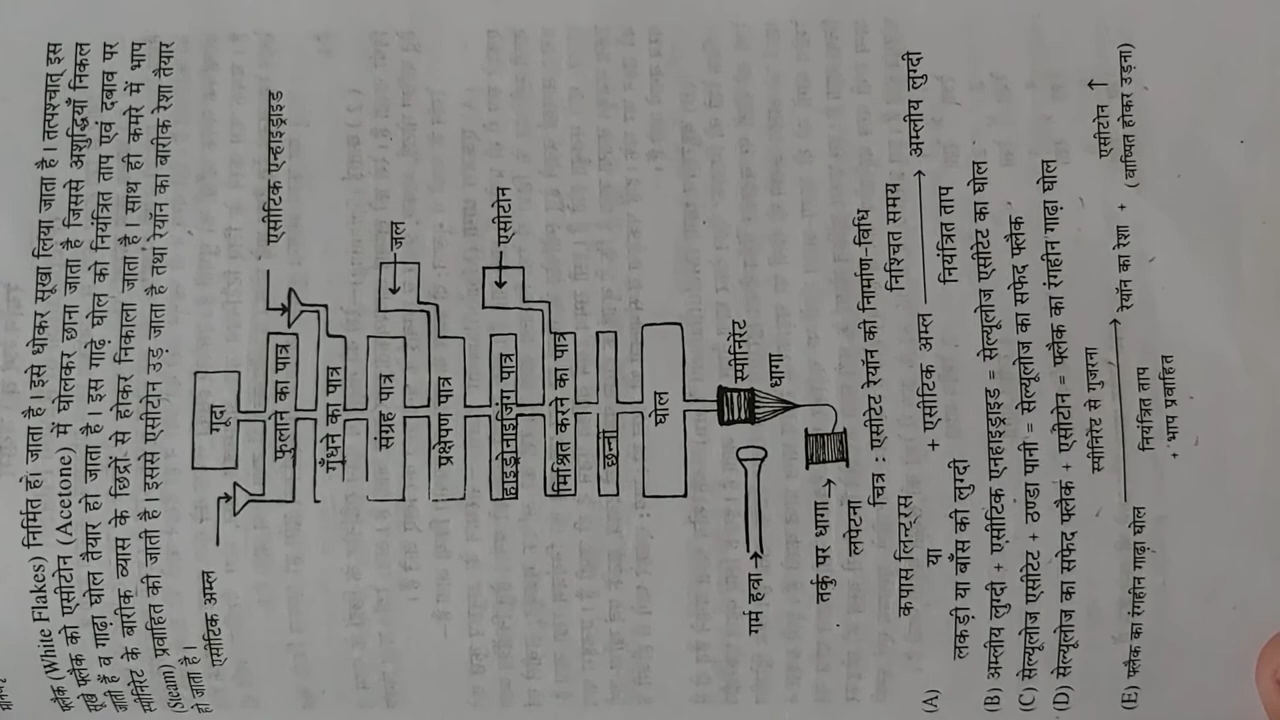 फ्लैक (White Flakes) निर्मित हो जाता है। इसे धोकर सूखा लिया जाता है। तत्पश्चात् इस
सूखे फ्लैक को एसीटोन (Acetone) में घोलकर छाना जाता है जिससे अशुद्धियाँ निकल
जाती हैं व गाढ़ा घोल तैयार हो जाता है। इस गाढ़े घोल को नियंत्रित ताप एवं दबाव पर
स्पीनिरेट के बारीक व्यास के छिद्रों से होकर निकाला जाता है। साथ ही कमरे में भाप
(Steam) प्रवाहित की जाती है। इससे एसीटोन उड़ जाता है तथा रेयॉन का बारीक रेशा तैयार
हो जाता है।
एसीटिक अम्ल
गूदा
एसीटिक एन्हाइड्राइड
फुलाने का पात्र
गूँधने का पात्र
संग्रह पात्र
जल
प्रक्षेपण पात्र
हाइड्रोनाइजिंग पात्र
एसीटोन
मिश्रित करने का पात्र
छन्नी
घोल
स्पीनिरेंट
गर्म हवा
धागा
तर्कु पर धागा
लपेटना
चित्र : एसीटेट रेयॉन की निर्माण-विधि
(A) कपास लिन्ट्रस
या
लकड़ी या बाँस की लुग्दी
+ एसीटिक अम्ल
निश्चित समय
नियंत्रित ताप
अम्लीय लुग्दी
(B) अम्लीय लुग्दी + एसीटिक एनहाइड्राइड = सेल्यूलोज एसीटेट का घोल
(C) सेल्यूलोज एसीटेट + ठण्डा पानी = सेल्यूलोज का सफेद फ्लैक
(D) सेल्यूलोज का सफेद फ्लैक + एसीटोन = फ्लैक का रंगहीन गाढ़ा घोल
(E) फ्लैक का रंगहीन गाढ़ा घोल
स्पीनिरेट से गुजरना
नियन्त्रित ताप
+ भाप प्रवाहित
रेयॉन का रेशा +
एसीटोन ↑
(वाष्पित होकर उड़ना)